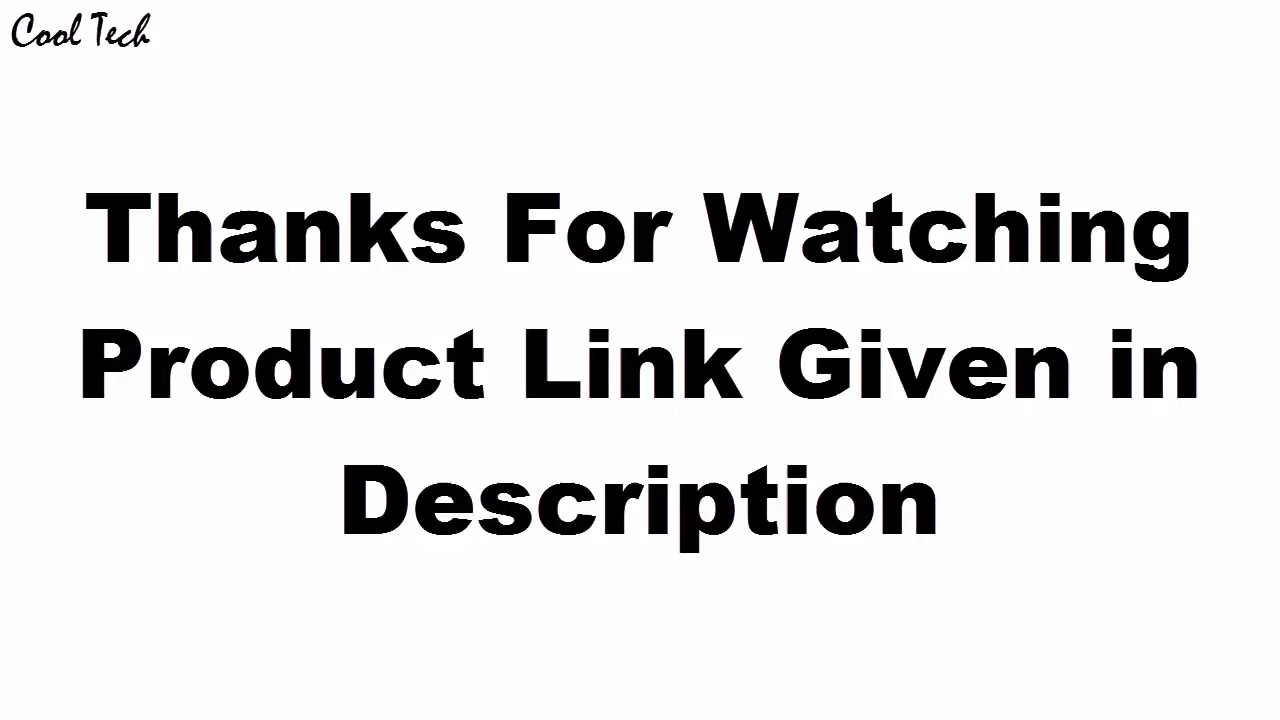 Cool Tech
Thanks For Watching
Product Link Given in
Description